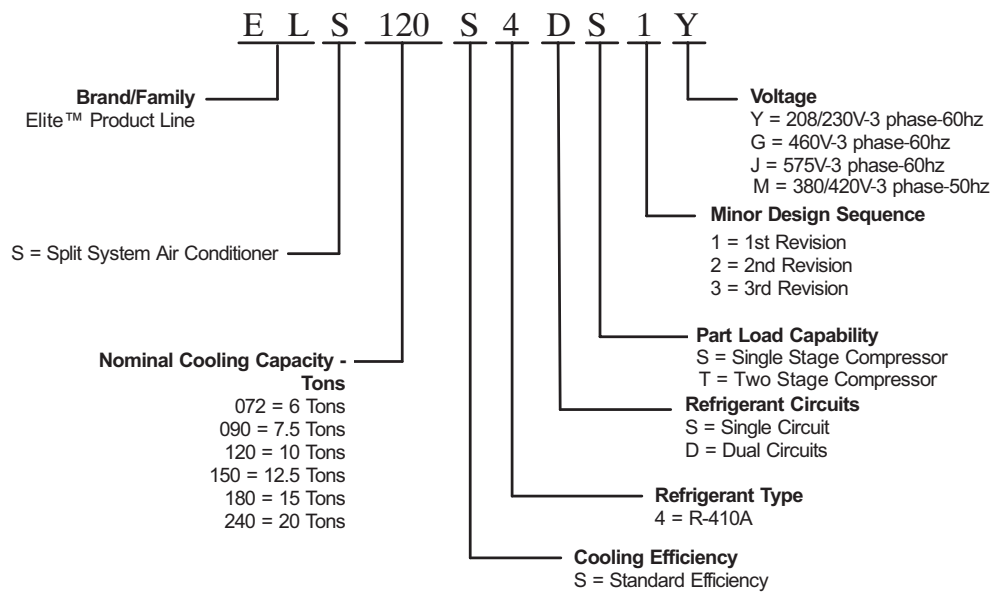 E L S 120 S 4 D S 1 Y
Brand/Family
Elite™ Product Line
S = Split System Air Conditioner
Nominal Cooling Capacity -
Tons
072 = 6 Tons
090 = 7.5 Tons
120 = 10 Tons
150 = 12.5 Tons
180 = 15 Tons
240 = 20 Tons
Voltage
Y = 208/230V-3 phase-60hz
G = 460V-3 phase-60hz
J = 575V-3 phase-60hz
M = 380/420V-3 phase-50hz
Minor Design Sequence
1 = 1st Revision
2 = 2nd Revision
3 = 3rd Revision
Part Load Capability
S = Single Stage Compressor
T = Two Stage Compressor
Refrigerant Circuits
S = Single Circuit
D = Dual Circuits
Refrigerant Type
4 = R-410A
Cooling Efficiency
S = Standard Efficiency